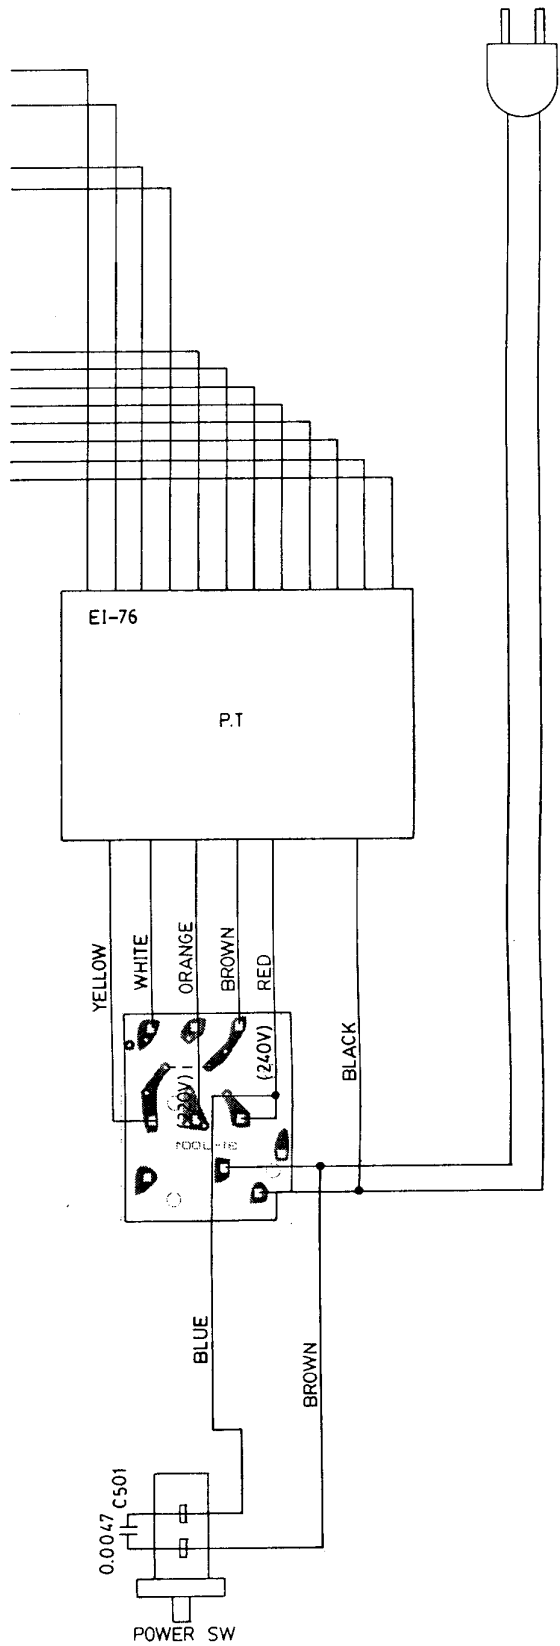 EI-76
P.T
YELLOW
WHITE
ORANGE
BROWN
RED
BLACK
(220V)
(240V)
BLUE
BROWN
0.0047 C501
POWER SW